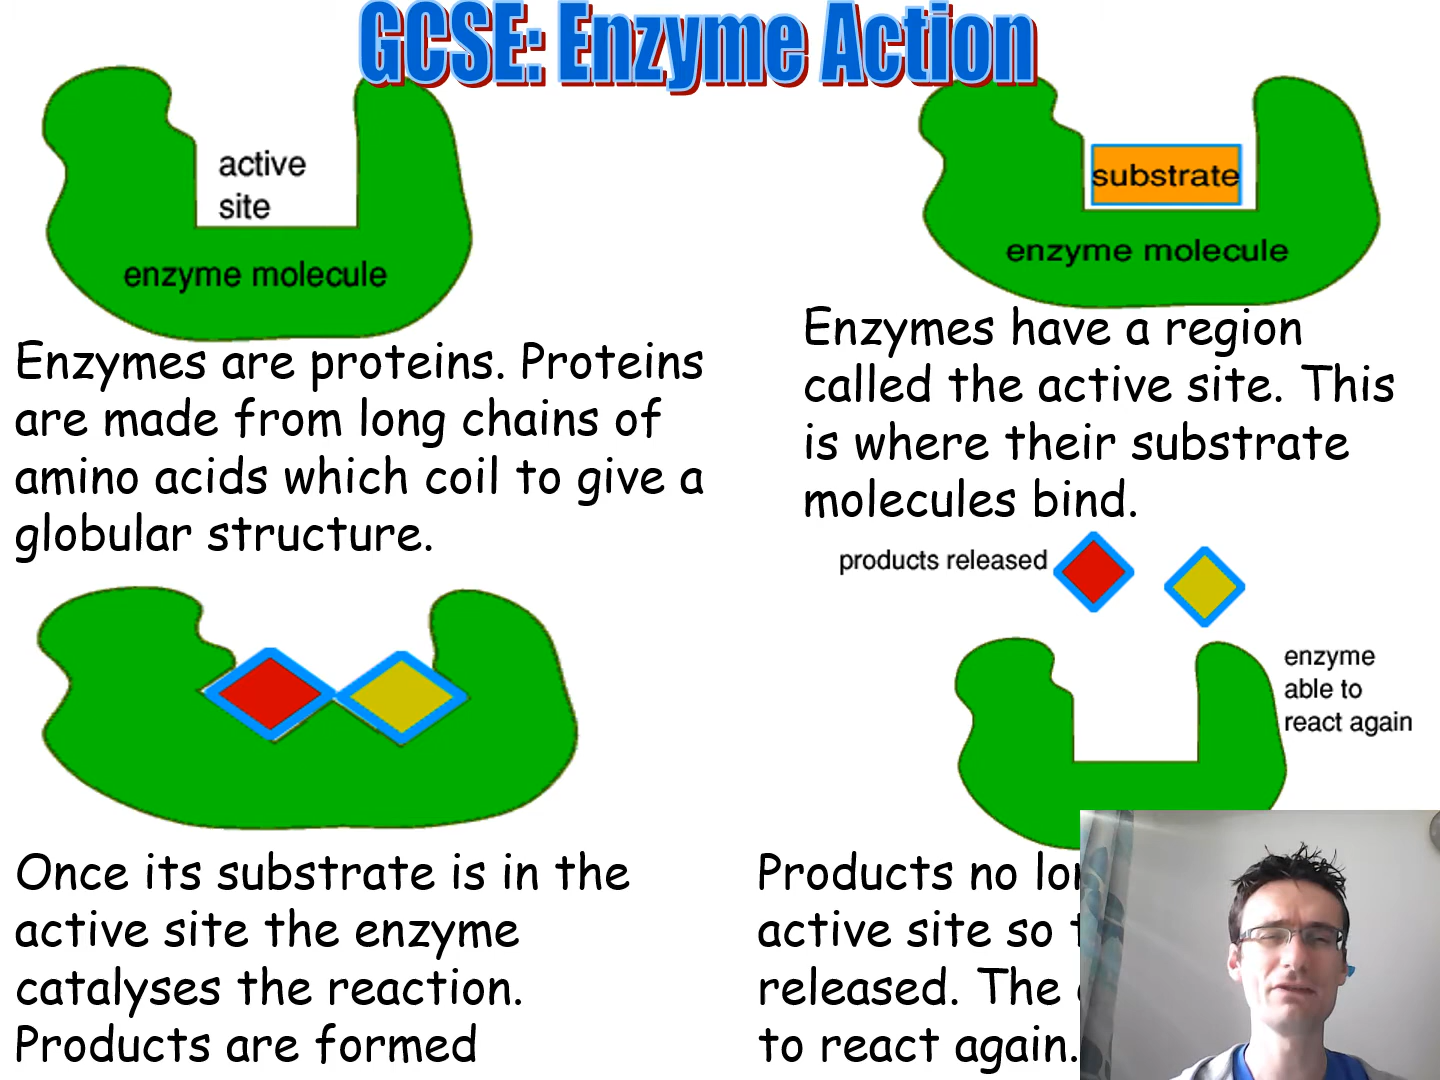 GCSE: Enzyme Action
active
site
enzyme molecule
Enzymes are proteins. Proteins
are made from long chains of
amino acids which coil to give a
globular structure.
substrate
enzyme molecule
Enzymes have a region
called the active site. This
is where their substrate
molecules bind.
Once its substrate is in the
active site the enzyme
catalyses the reaction.
Products are formed
products released
enzyme
able to
react again
Products no
active site so
released. The
to react again.